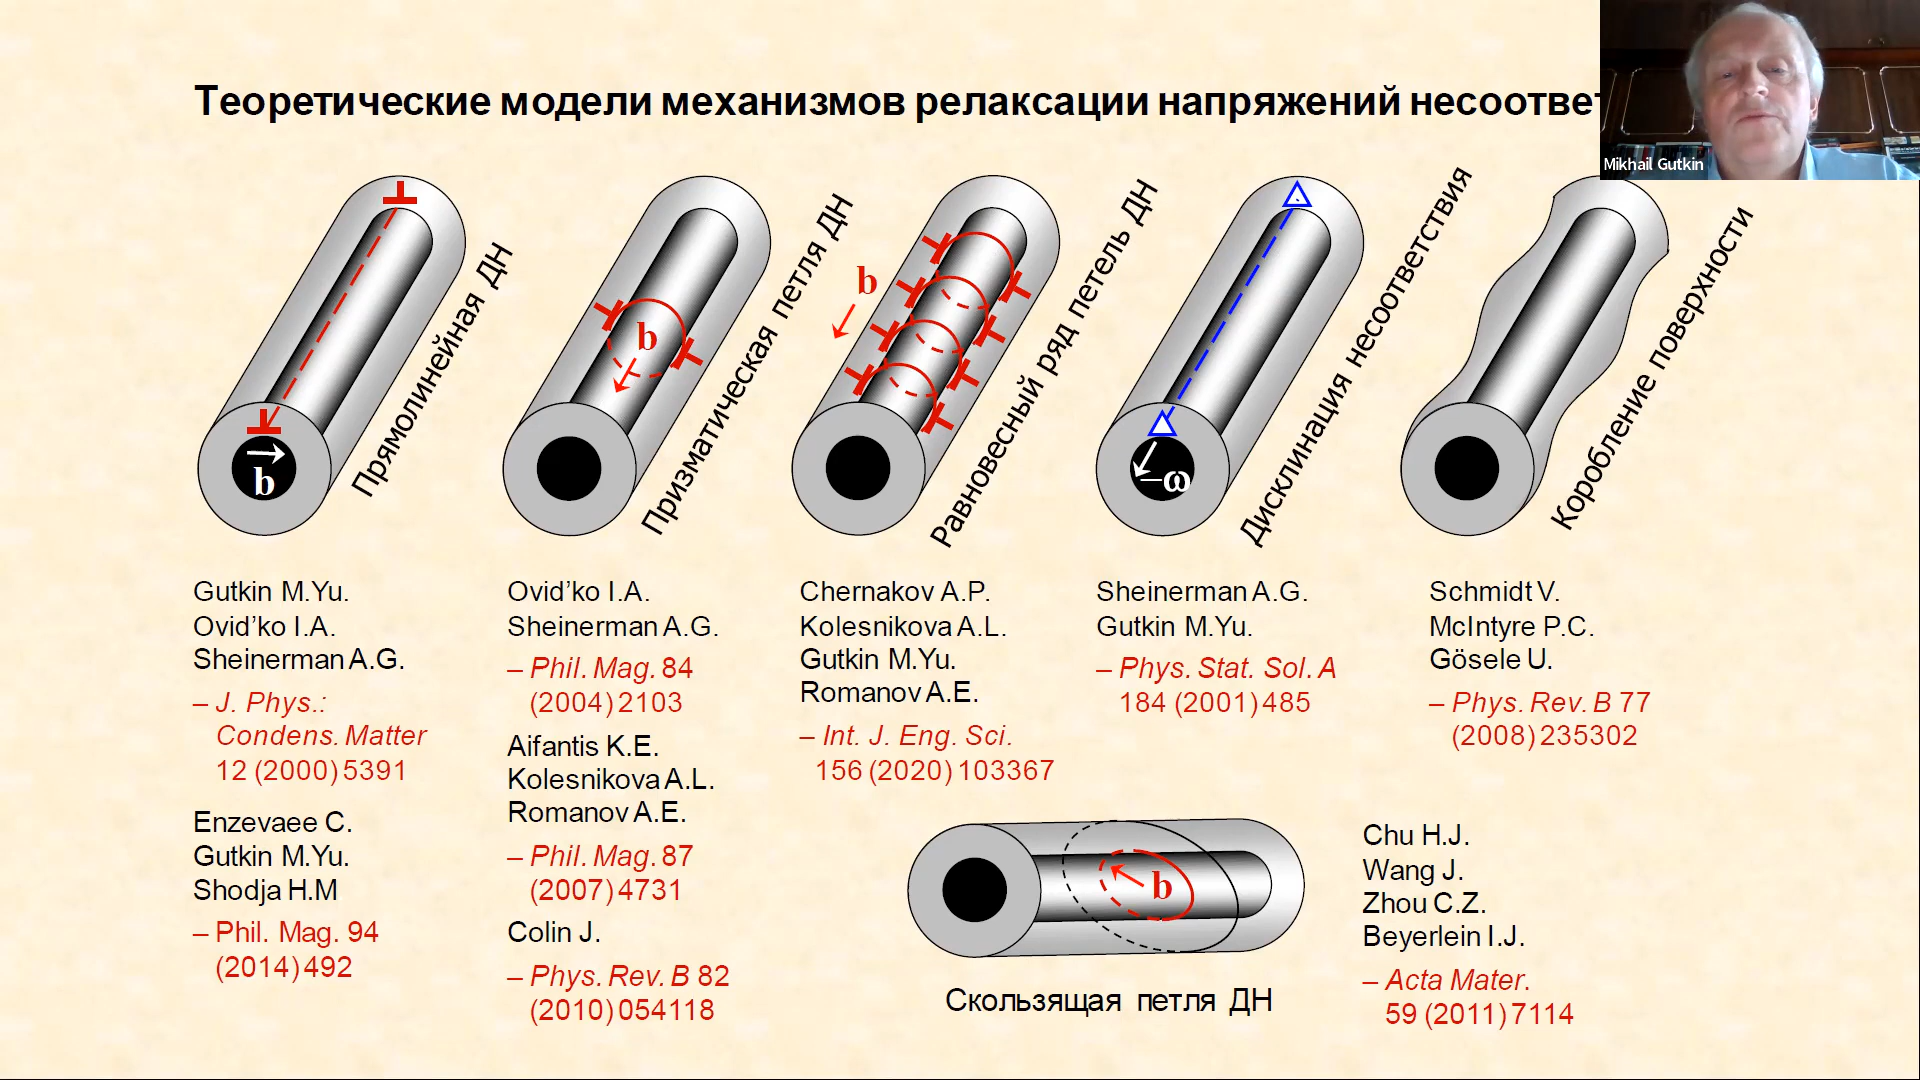 Теоретические модели механизмов релаксации напряжений несоответ
Mikhail Gutkin
Прямолинейная ДН
b
Призматическая петля ДН
b
Равновесный ряд петель ДН
b
Дисклинация несоответствия
–ω
Коробление поверхности
Gutkin M.Yu.
Ovid’ko I.A.
Sheinerman A.G.
– J. Phys.:
Condens. Matter
12 (2000) 5391
Enzevaee C.
Gutkin M.Yu.
Shodja H.M
– Phil. Mag. 94
(2014) 492
Ovid’ko I.A.
Sheinerman A.G.
– Phil. Mag. 84
(2004) 2103
Aifantis K.E.
Kolesnikova A.L.
Romanov A.E.
– Phil. Mag. 87
(2007) 4731
Colin J.
– Phys. Rev. B 82
(2010) 054118
Chernakov A.P.
Kolesnikova A.L.
Gutkin M.Yu.
Romanov A.E.
– Int. J. Eng. Sci.
156 (2020) 103367
Sheinerman A.G.
Gutkin M.Yu.
– Phys. Stat. Sol. A
184 (2001) 485
Schmidt V.
McIntyre P.C.
Gösele U.
– Phys. Rev. B 77
(2008) 235302
b
Скользящая петля ДН
Chu H.J.
Wang J.
Zhou C.Z.
Beyerlein I.J.
– Acta Mater.
59 (2011) 7114